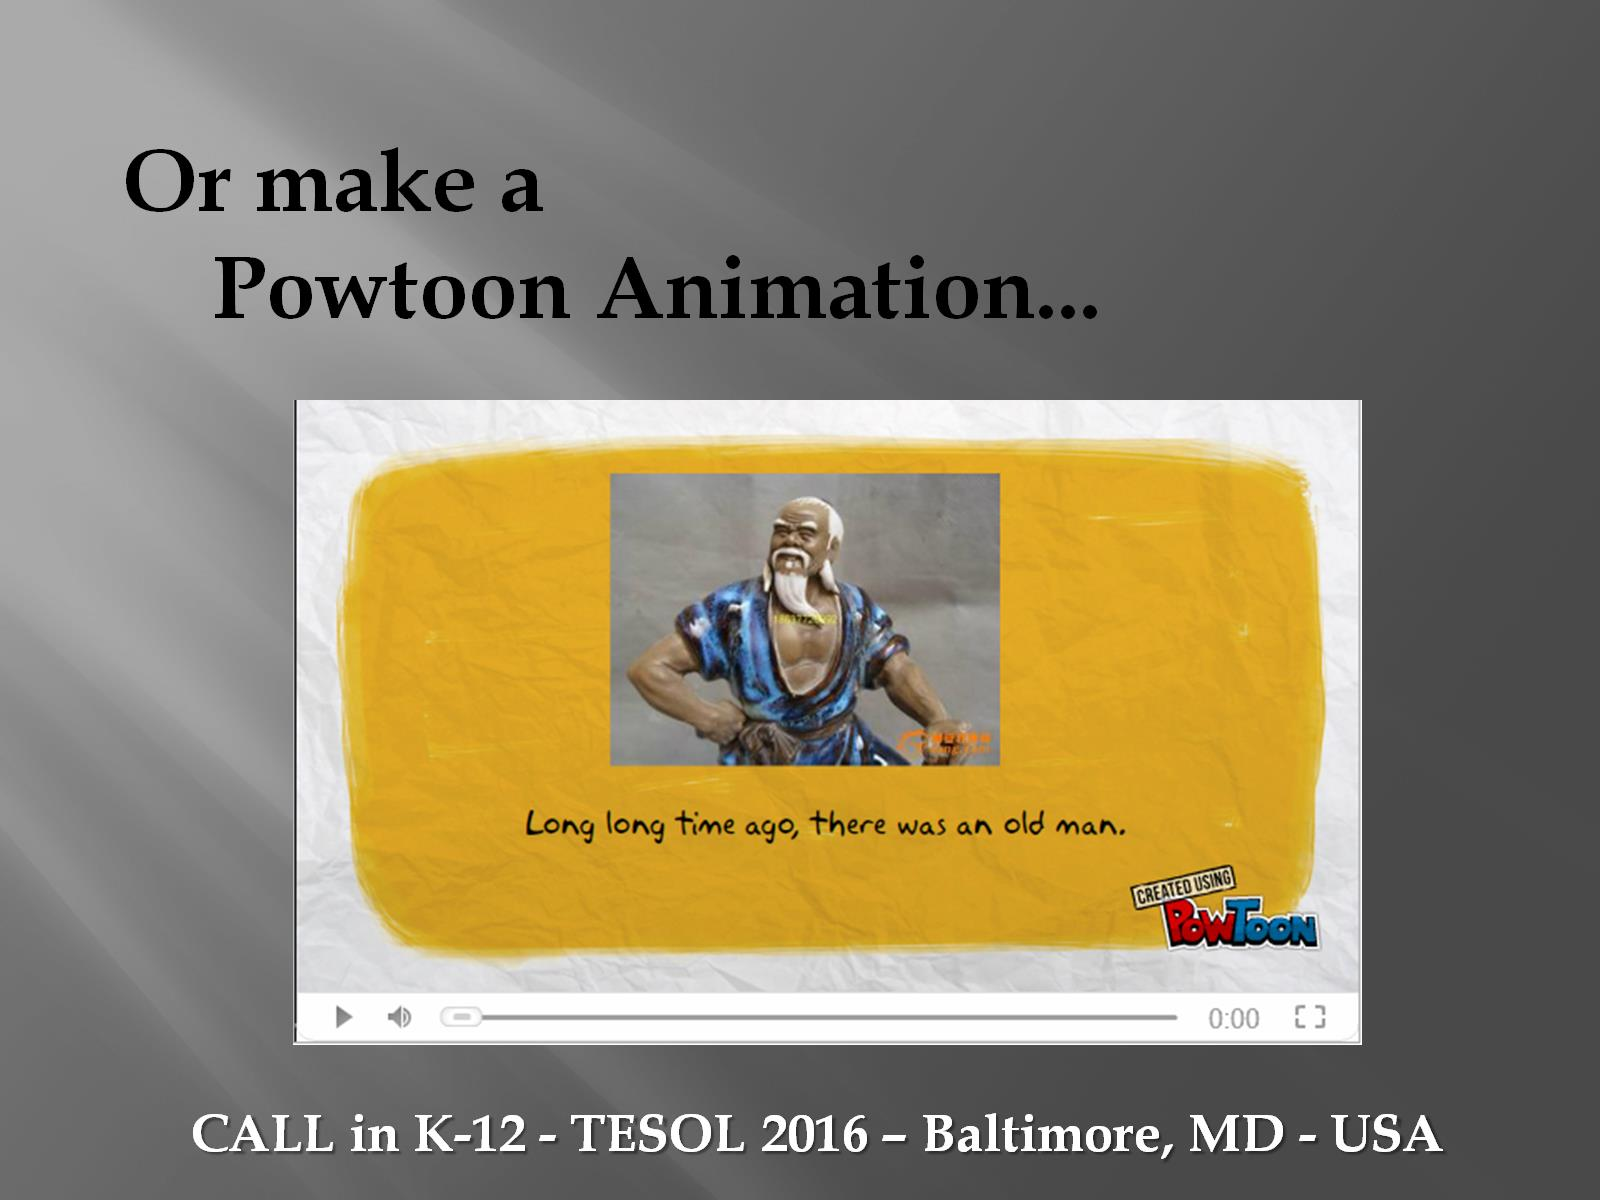 Or make a
Powtoon Animation...
Long long time ago, there was an old man.
CREATED USING
POWTOON
0:00
CALL in K-12 - TESOL 2016 – Baltimore, MD - USA